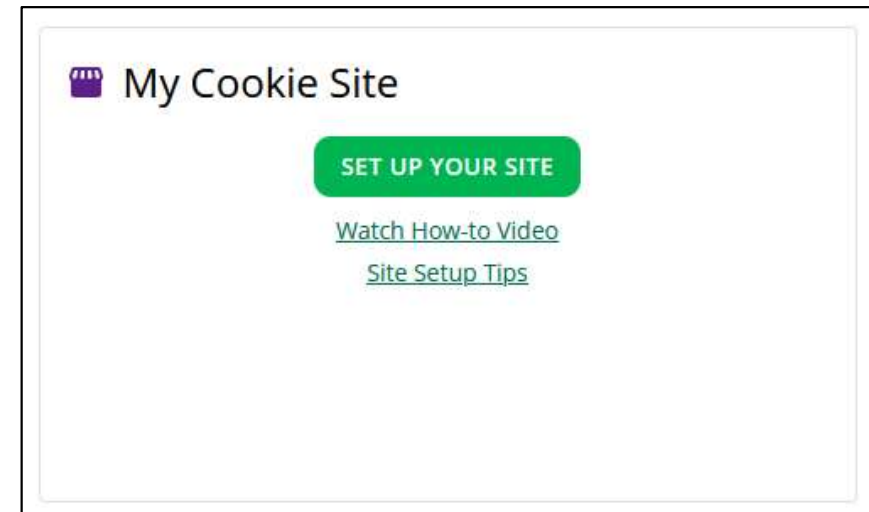 My Cookie Site
SET UP YOUR SITE
Watch How-to Video
Site Setup Tips